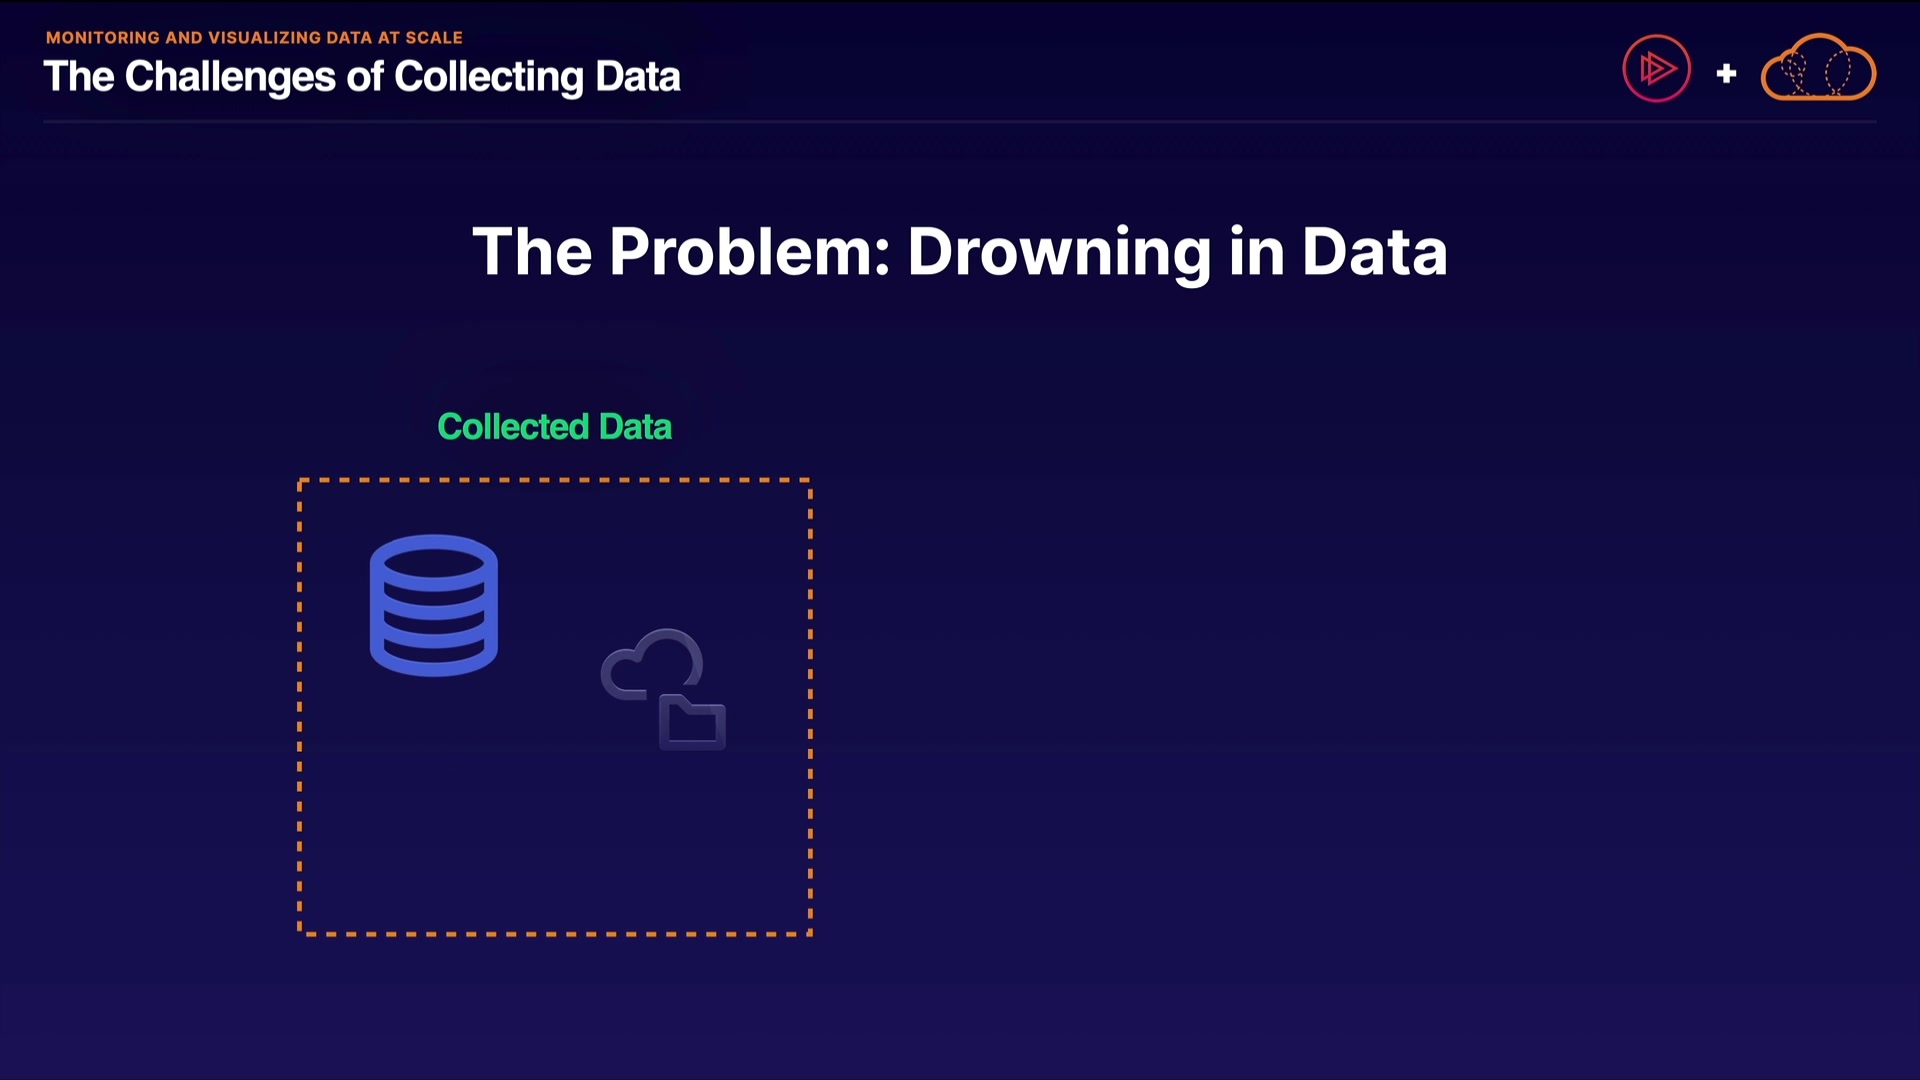 MONITORING AND VISUALIZING DATA AT SCALE
The Challenges of Collecting Data
+
The Problem: Drowning in Data
Collected Data